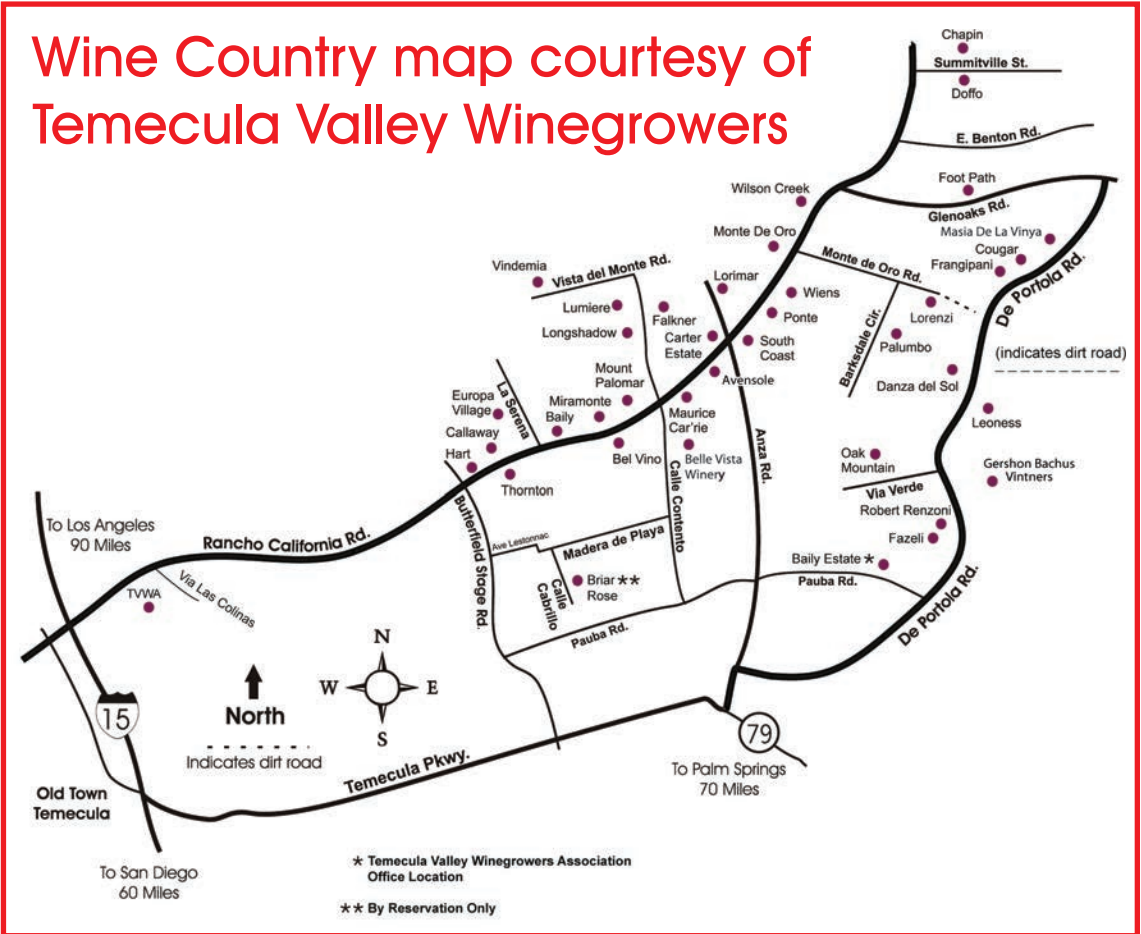 Wine Country map courtesy of
Temecula Valley Winegrowers
Chapin
Summitville St.
Doffo
E. Benton Rd.
Foot Path
Glenoaks Rd.
Wilson Creek
Monte De Oro
Masia De La Vinya
Cougar
Frangipani
De Portola Rd.
Monte de Oro Rd.
Vindemia
Vista del Monte Rd.
Lorimar
Wiens
Lumiere
Falkner
Ponte
Lorenzi
Longshadow
Carter
Estate
South
Coast
Barksdale Cir.
Palumbo
(indicates dirt road)
Mount
Palomar
Avensole
Danza del Sol
Europa
Village
La Serena
Miramonte
Baily
Maurice
Car'rie
Leoness
Callaway
Hart
Thornton
Bel Vino
Belle Vista
Winery
Calle Contento
Anza Rd.
Oak
Mountain
Gershon Bachus
Vintners
Via Verde
Robert Renzoni
Fazeli
To Los Angeles
90 Miles
Rancho California Rd.
Butterfield Stage Rd.
Ave Lestonnac
Madera de Playa
Baily Estate *
Pauba Rd.
TVWA
Via Las Colinas
Calle
Cabrillo
Briar **
Rose
Pauba Rd.
De Portola Rd.
N
W
E
S
North
15
Indicates dirt road
79
Temecula Pkwy.
To Palm Springs
70 Miles
Old Town
Temecula
To San Diego
60 Miles
* Temecula Valley Winegrowers Association
Office Location
** By Reservation Only